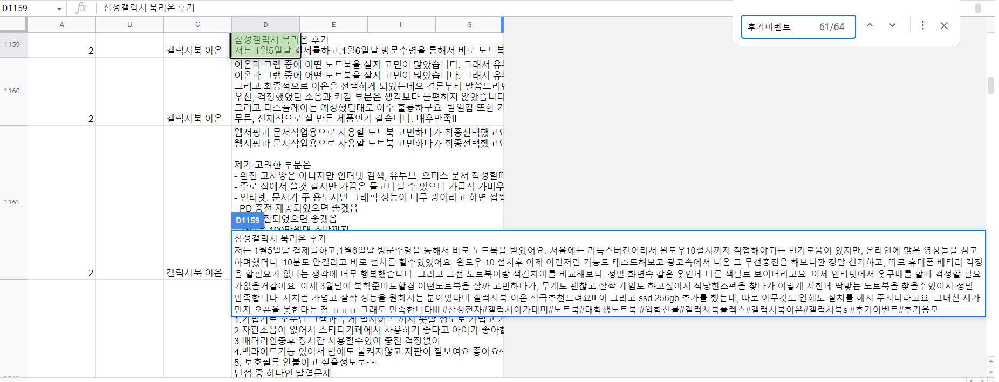 D1159
fx
삼성갤럭시 북리온 후기
후기이벤트
61/64
A B C D E F G
1159
2
갤럭시북 이온
삼성갤럭시 북리온 후기
저는 1월5일날 결제를하고,1월6일날 방문수령을 통해서 바로 노트북
1160
2
갤럭시북 이온
이온과 그램 중에 어떤 노트북을 살지 고민이 많았습니다. 그래서 유
이온과 그램 중에 어떤 노트북을 살지 고민이 많았습니다. 그래서 유
그리고 최종적으로 이온을 선택하게 되었는데요 결론부터 말씀드리면
우선, 걱정했었던 소음과 키감 부분은 생각보다 불편하지 않았습니다
그리고 디스플레이는 예상했던대로 아주 훌륭하구요. 발열감 또한 거
무튼, 전체적으로 잘 만든 제품인거 같습니다. 매우만족!!
1161
2
갤럭시북 이온
웹서핑과 문서작업용으로 사용할 노트북 고민하다가 최종선택했고요
웹서핑과 문서작업용으로 사용할 노트북 고민하다가 최종선택했고요
제가 고려한 부분은
- 완전 고사양은 아니지만 인터넷 검색, 유투브, 오피스 문서 작성할때
- 주로 집에서 쓸것 같지만 가끔은 들고다닐 수 있으니 가급적 가벼우
- 인터넷, 문서가 주 용도지만 그래픽 성능이 너무 꽝이라고 하면 찝찝
- PD 충전 제공되었으면 좋겠음
잘되었으면 좋겠음
100만원대 초반까지
D1159
삼성갤럭시 북리온 후기
저는 1월5일날 결제를하고,1월6일날 방문수령을 통해서 바로 노트북을 받았어요. 처음에는 리눅스버전이라서 윈도우10설치까지 직접해야되는 번거로움이 있지만, 온라인에 많은 영상들을 참고
하며했더니, 10분도 안걸리고 바로 설치를 할수있었어요. 윈도우 10 설치후 이제 이런저런 기능도 테스트해보고 광고속에서 나온 그 무선충전을 해보니깐 정말 신기하고, 따로 휴대폰 베터리 걱정
을 할필요가 없다는 생각에 너무 행복했습니다. 그리고 그전 노트북이랑 색깔차이를 비교해보니, 정말 화면속 같은 옷인데 다른 색달로 보이더라고요. 이제 인터넷에서 옷구매를 할때 걱정할 필요
가없을거같아요. 이제 3월달에 복학준비도할겸 어떤노트북을 살까 고민하다가, 무게도 괜찮고 살짝 게임도 하고싶어서 적당한스펙을 찾다가 이렇게 저한테 딱맞는 노트북을 찾을수있어서 정말
만족합니다. 저처럼 가볍고 살짝 성능을 원하시는 분이있다며 갤럭시북 이온 적극추천드려요!! 아 그리고 ssd 256gb 추가를 했는데, 따로 아무것도 안해도 설치를 해서 주시더라고요, 그대신 제가
만저 오픈을 못한다는 점 ㅠㅠㅠ 그래도 만족합니다!!! #삼성전자#갤럭시아카데미#노트북#대학생노트북 #입학선물#갤럭시북플렉스#갤럭시북이온#갤럭시북s #후기이벤트#후기응모
1.가볍기로 소문난 그램과 무게 별차이 느끼지 못할 정도로 가볍고 가
2.자판소음이 없어서 스터디카페에서 사용하기 좋다고 아이가 좋아합
3.배터리완충후 장시간 사용할수있어 충전 걱정없이
4.백라이트기능 있어서 밤에도 불켜지않고 자판이 잘보여요 좋아요^
5. 보호필름 안붙이고 싶을정도로~~
단점 중 하나인 발열문제-